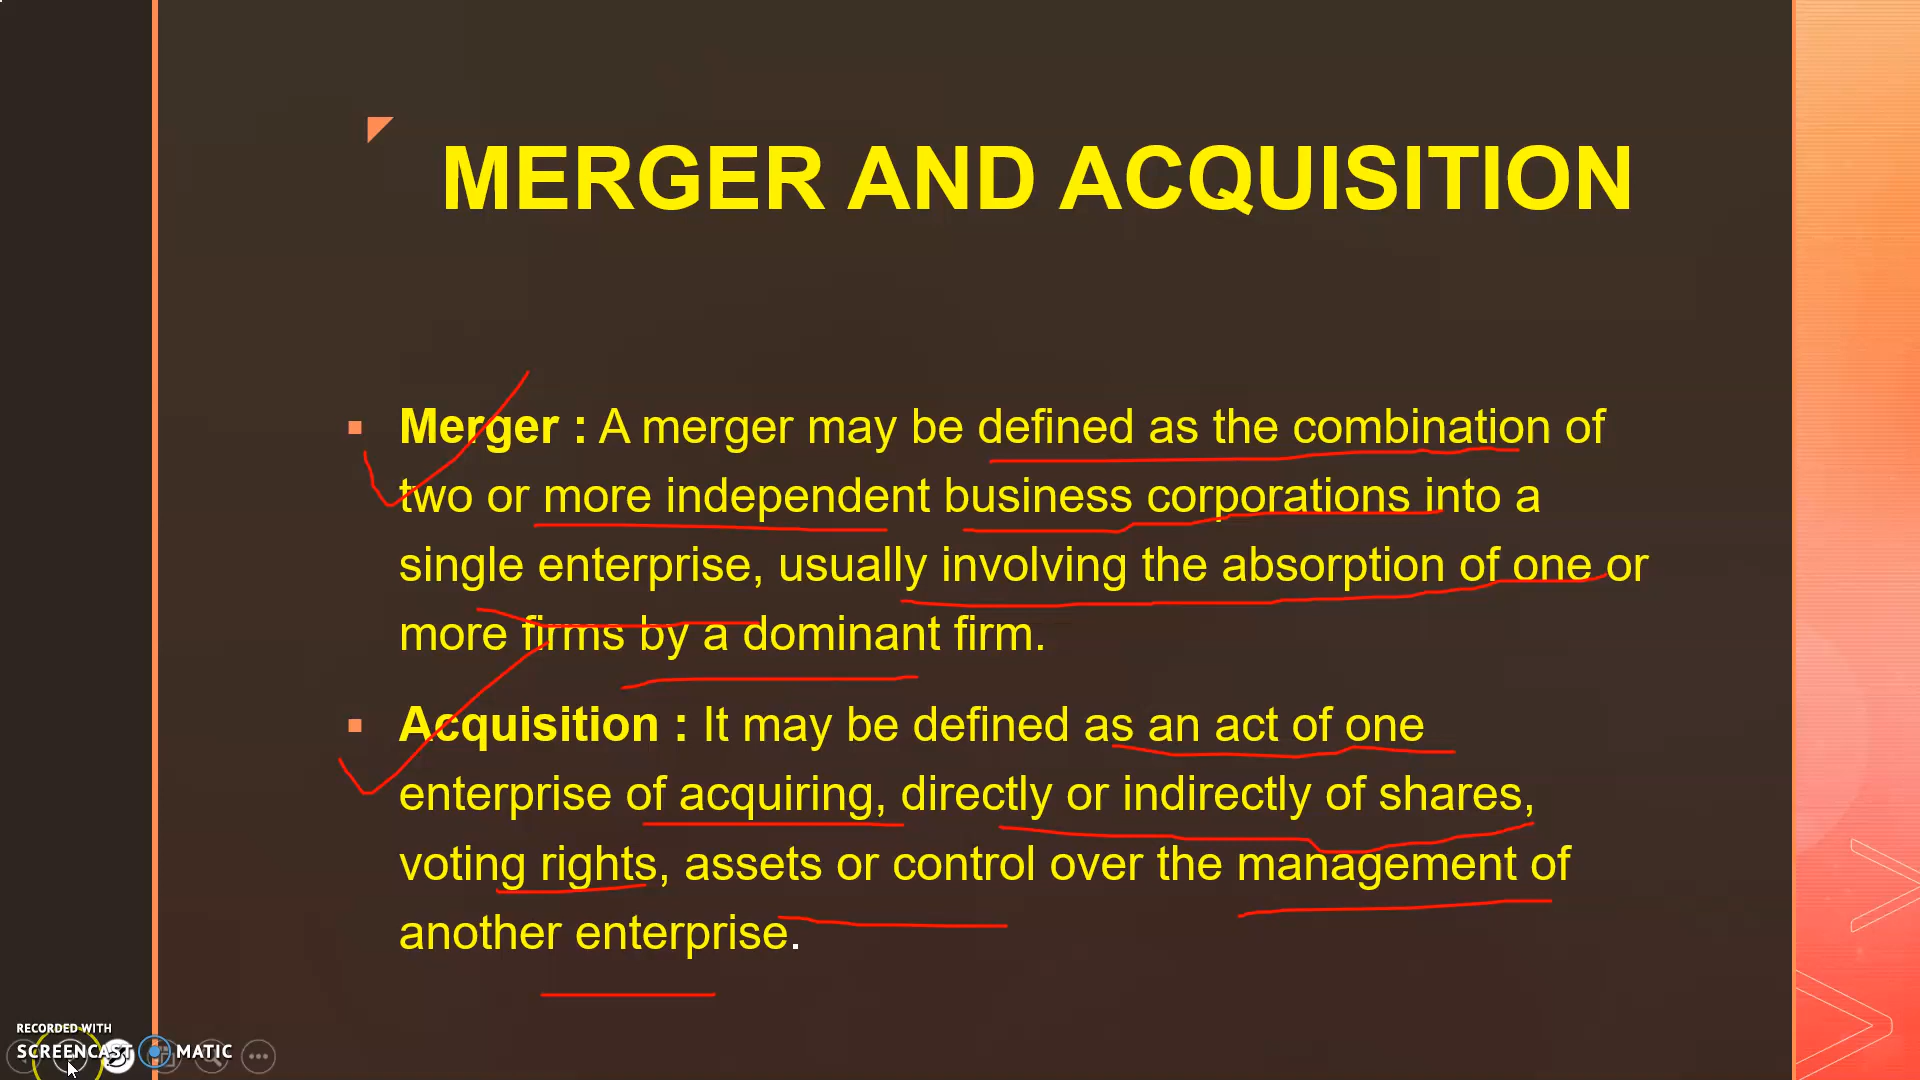 MERGER AND ACQUISITION
Merger : A merger may be defined as the combination of
two or more independent business corporations into a
single enterprise, usually involving the absorption of one or
more firms by a dominant firm.
Acquisition : It may be defined as an act of one
enterprise of acquiring, directly or indirectly of shares,
voting rights, assets or control over the management of
another enterprise.
RECORDED WITH
SCREENCAST MATIC